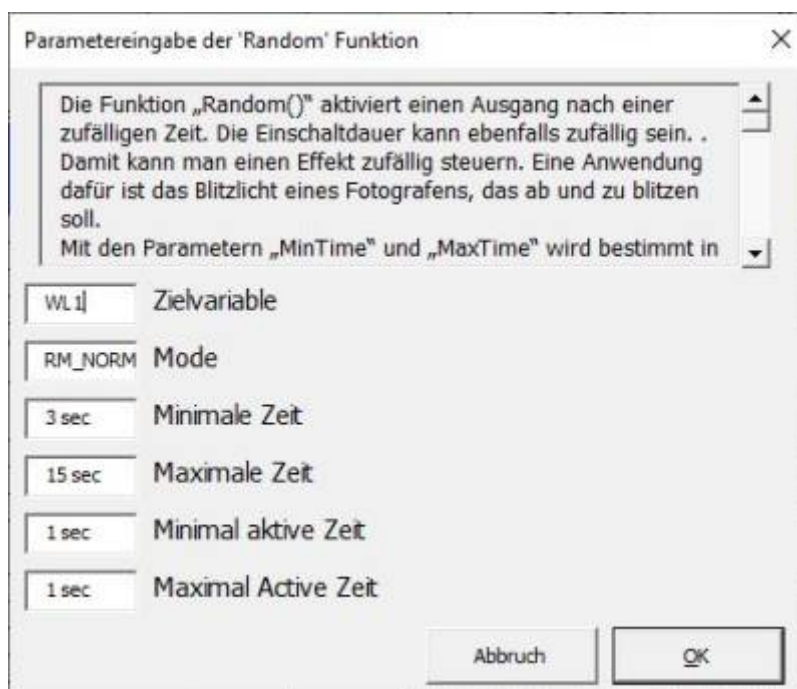 Parametereingabe der 'Random' Funktion
Die Funktion „Random()“ aktiviert einen Ausgang nach einer
zufälligen Zeit. Die Einschaltdauer kann ebenfalls zufällig sein. .
Damit kann man einen Effekt zufällig steuern. Eine Anwendung
dafür ist das Blitzlicht eines Fotografens, das ab und zu blitzen
soll.
Mit den Parametern „MinTime“ und „MaxTime“ wird bestimmt in
WL1 Zielvariable
RM_NORM Mode
3 sec Minimale Zeit
15 sec Maximale Zeit
1 sec Minimal aktive Zeit
1 sec Maximal Active Zeit
Abbruch OK